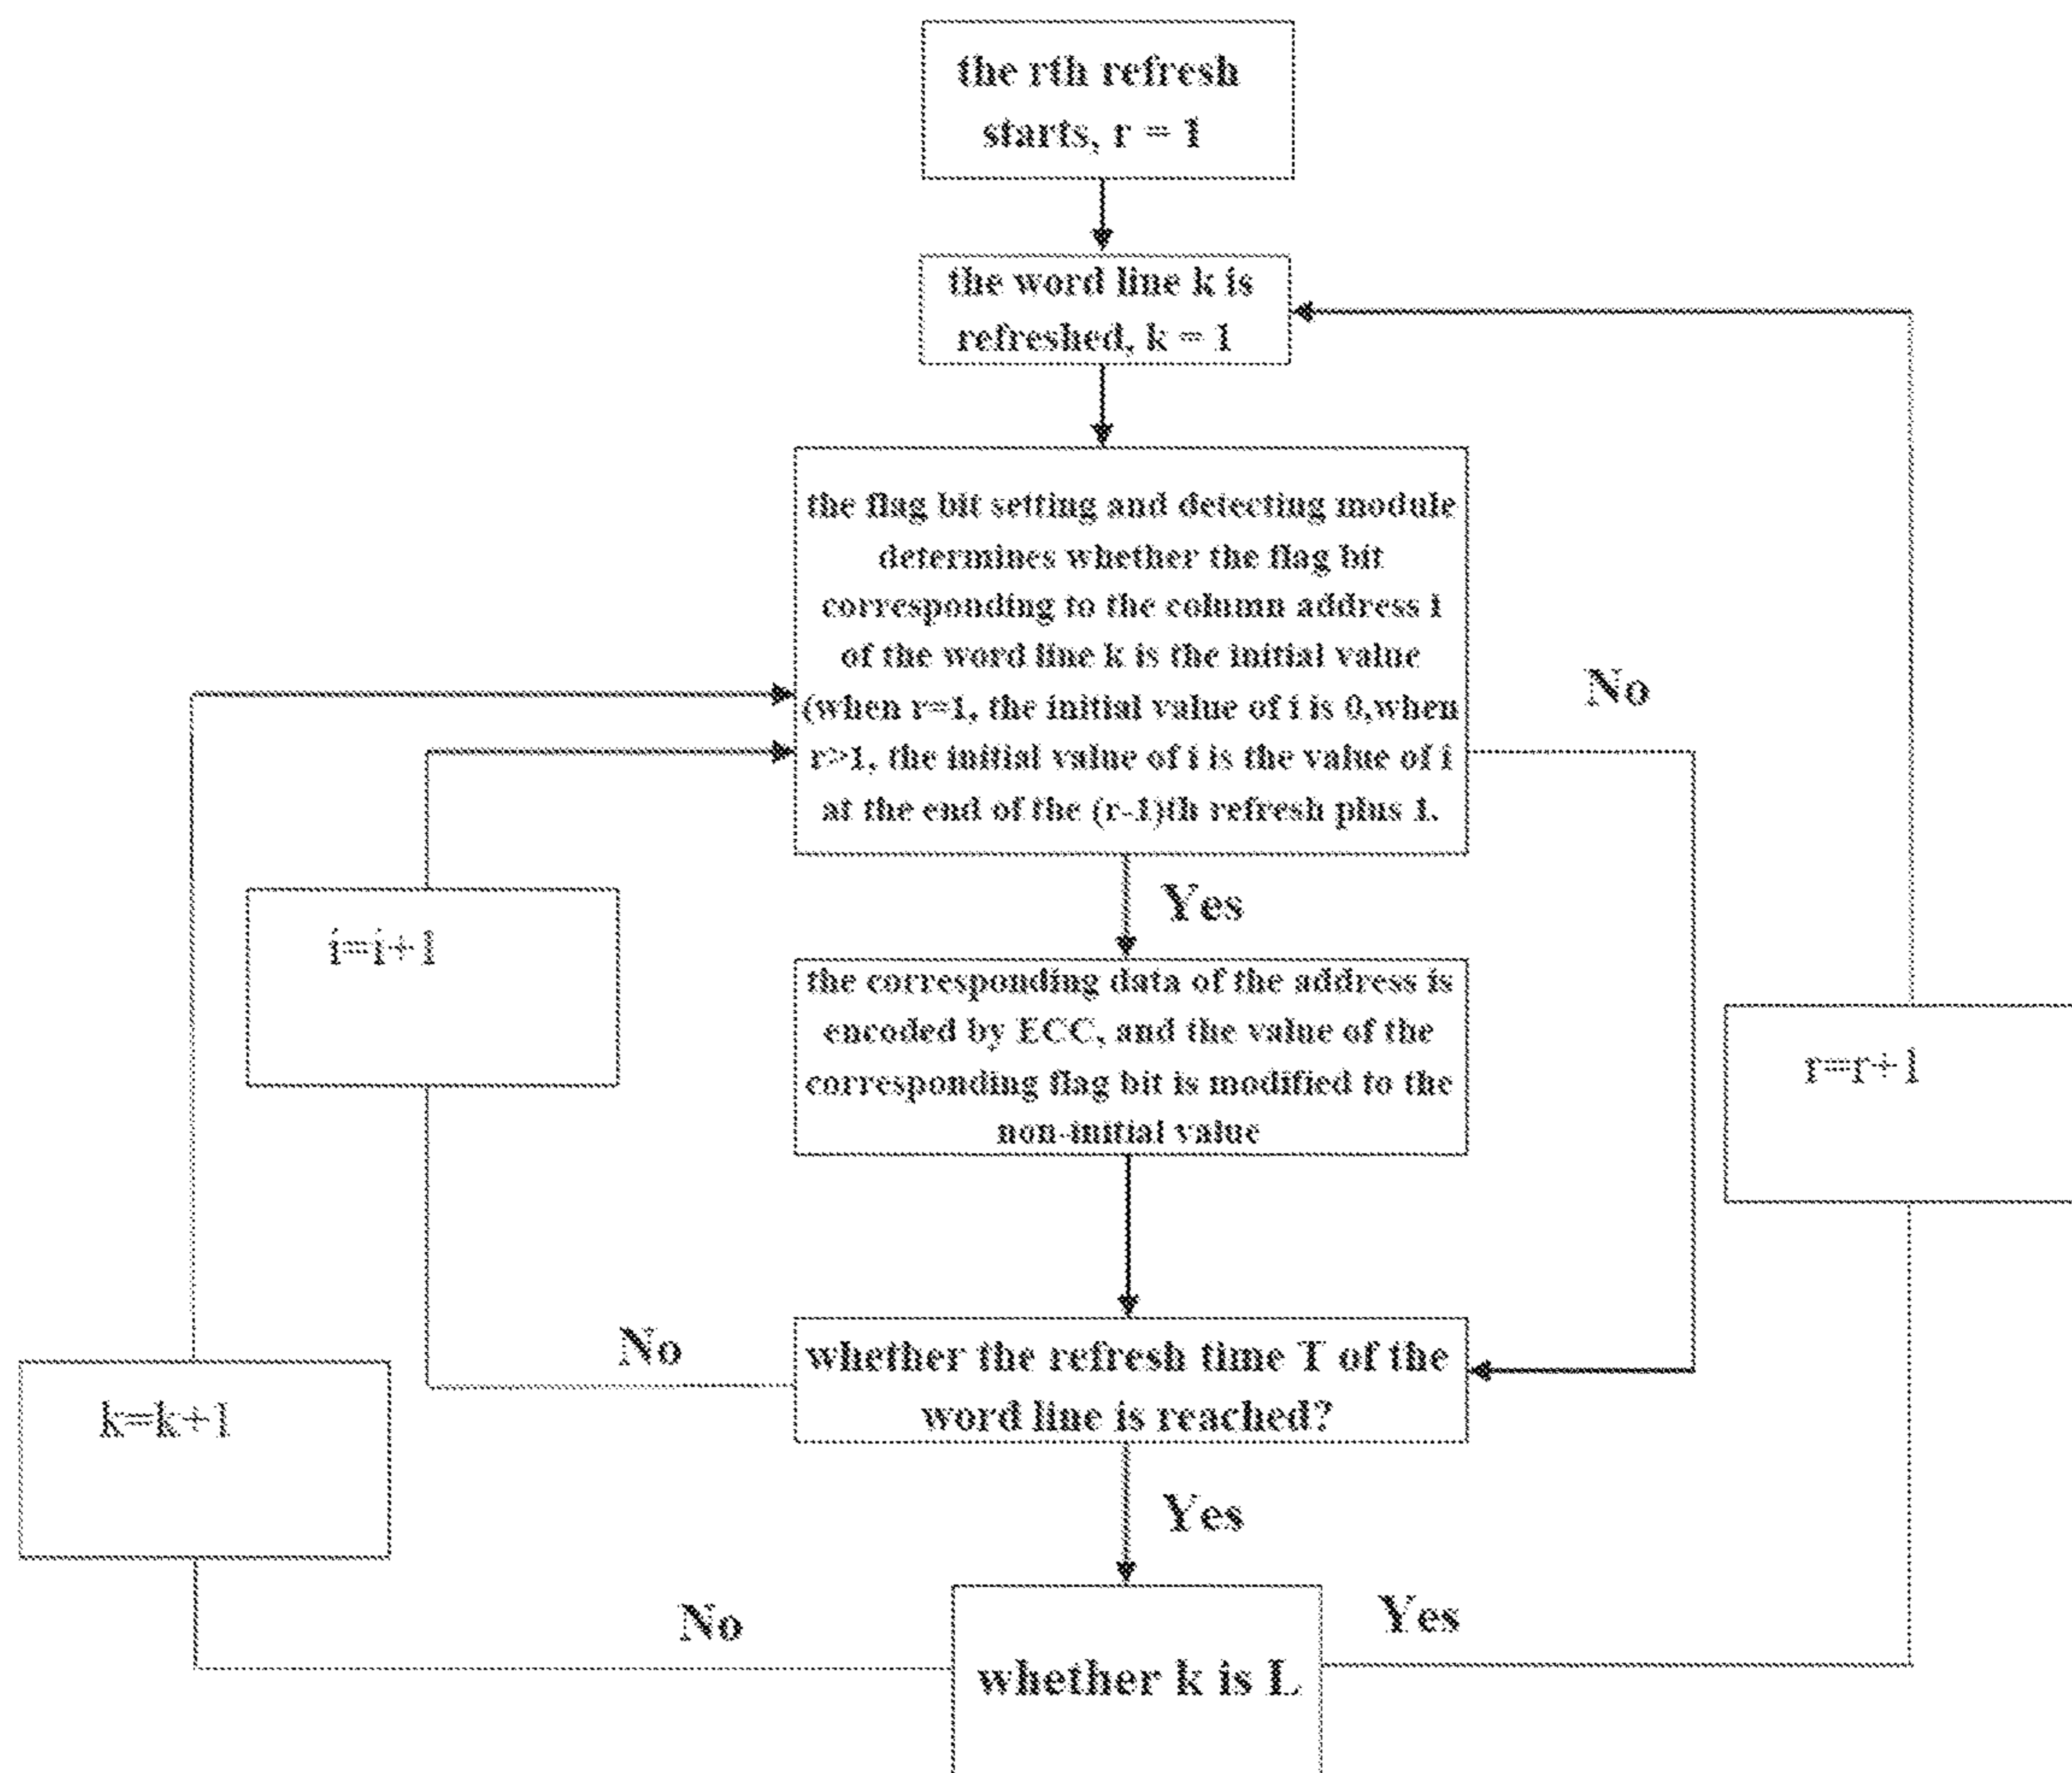 the rth refresh
starts, r = 1
the word line k is
refreshed, k = 1
the flag bit setting and detecting module
determines whether the flag bit
corresponding to the column address i
of the word line k is the initial value
(when r=1, the initial value of i is 0,when
r>1, the initial value of i is the value of i
at the end of the (r-1)th refresh plus 1.
No
Yes
i=i+1
the corresponding data of the address is
encoded by ECC, and the value of the
corresponding flag bit is modified to the
non-initial value
r=r+1
No
whether the refresh time T of the
word line is reached?
k=k+1
Yes
No
Yes
whether k is L